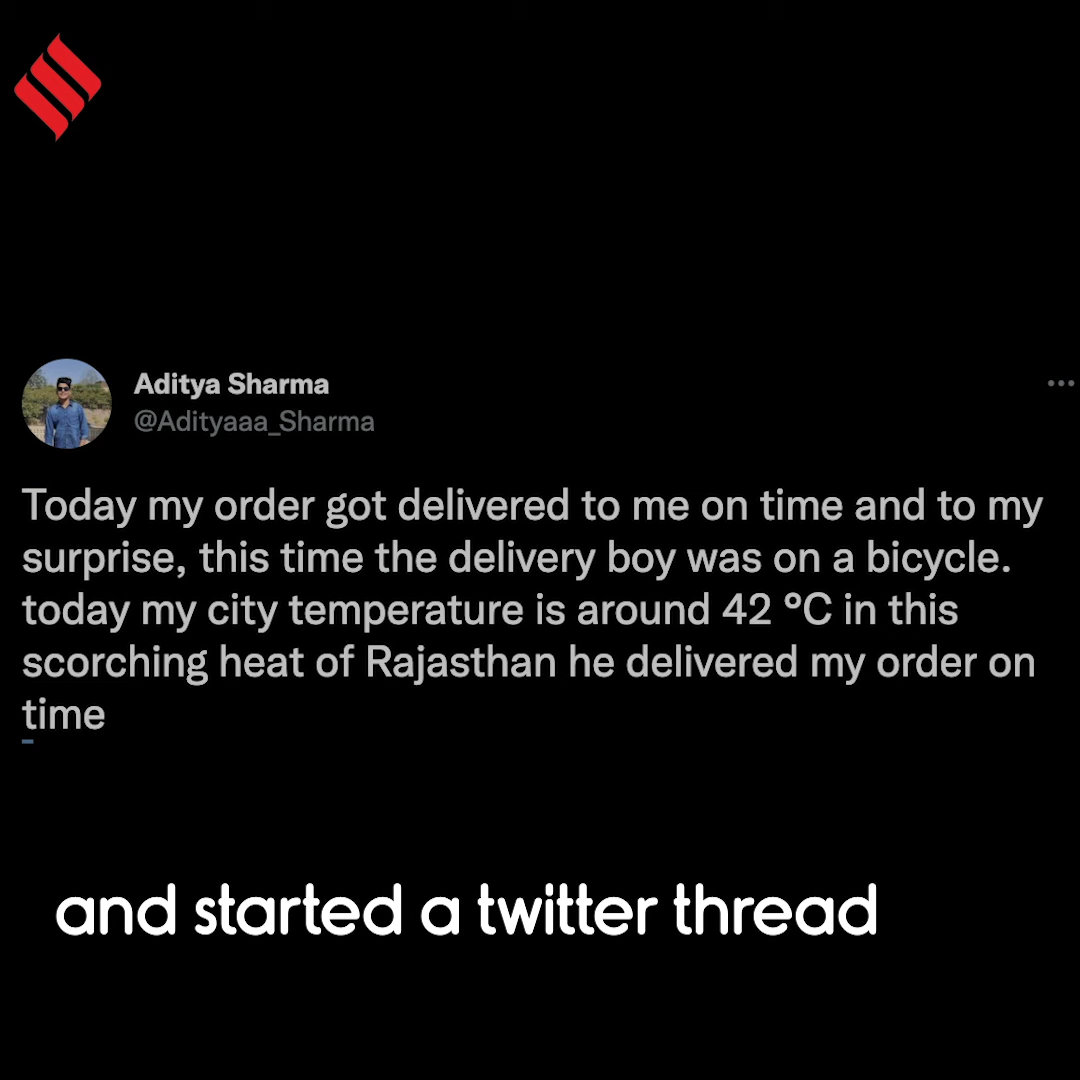 Aditya Sharma
@Adityaaa_Sharma
Today my order got delivered to me on time and to my
surprise, this time the delivery boy was on a bicycle.
today my city temperature is around 42 °C in this
scorching heat of Rajasthan he delivered my order on
time
and started a twitter thread